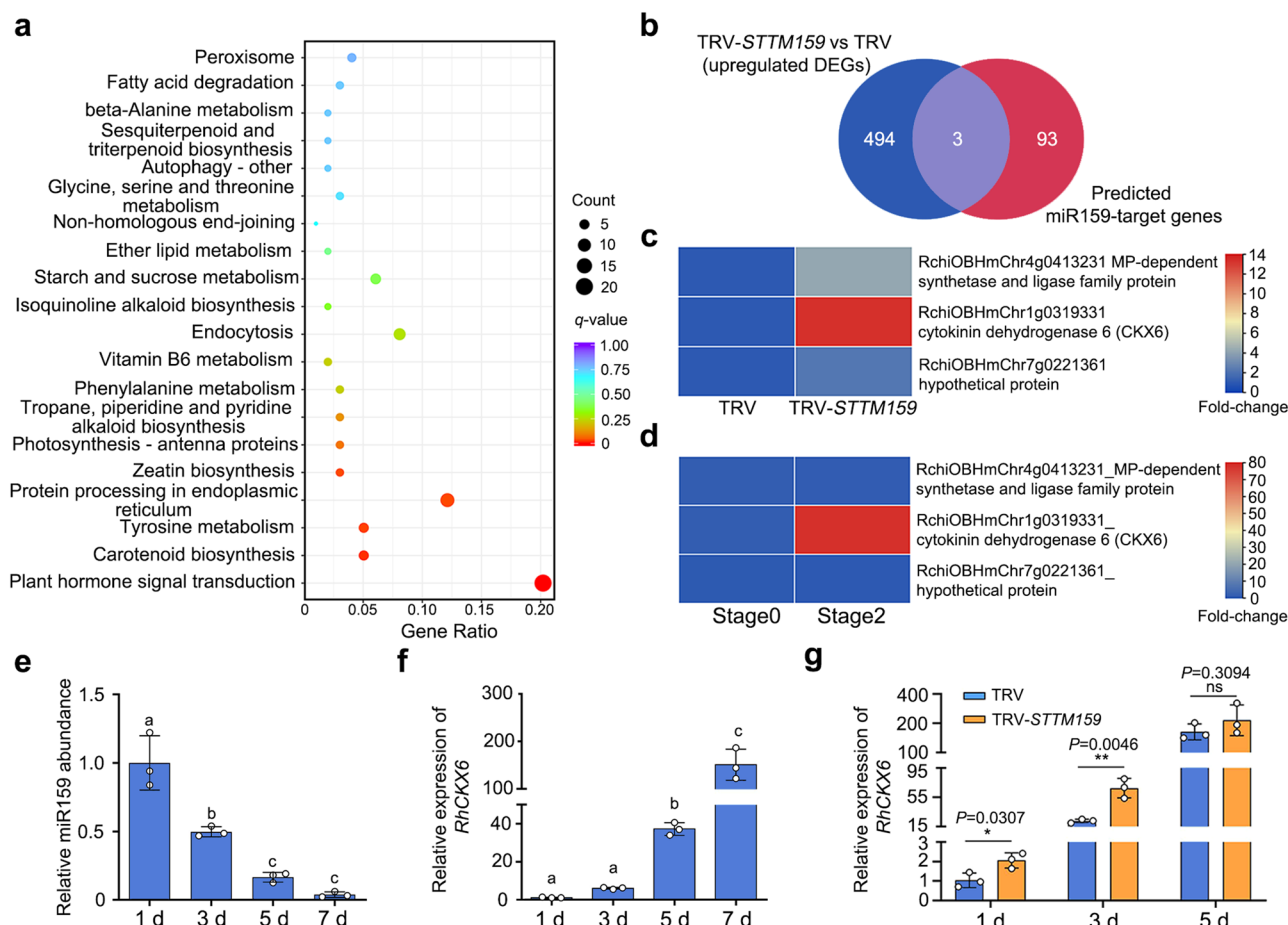 a
Peroxisome
Fatty acid degradation
beta-Alanine metabolism
Sesquiterpenoid and
triterpenoid biosynthesis
Autophagy - other
Glycine, serine and threonine
metabolism
Non-homologous end-joining
Ether lipid metabolism
Starch and sucrose metabolism
Isoquinoline alkaloid biosynthesis
Endocytosis
Vitamin B6 metabolism
Phenylalanine metabolism
Tropane, piperidine and pyridine
alkaloid biosynthesis
Photosynthesis - antenna proteins
Zeatin biosynthesis
Protein processing in endoplasmic
reticulum
Tyrosine metabolism
Carotenoid biosynthesis
Plant hormone signal transduction
0 0.05 0.10 0.15 0.20
Gene Ratio
Count
5
10
15
20
q-value
1.00
0.75
0.50
0.25
0
b
TRV-STTM159 vs TRV
(upregulated DEGs)
494 3 93
Predicted
miR159-target genes
c
RchiOBHmChr4g0413231 MP-dependent
synthetase and ligase family protein
RchiOBHmChr1g0319331
cytokinin dehydrogenase 6 (CKX6)
RchiOBHmChr7g0221361
hypothetical protein
TRV TRV-STTM159
14
12
10
8
6
4
2
0
Fold-change
d
RchiOBHmChr4g0413231_MP-dependent
synthetase and ligase family protein
RchiOBHmChr1g0319331_
cytokinin dehydrogenase 6 (CKX6)
RchiOBHmChr7g0221361_
hypothetical protein
Stage0 Stage2
80
70
60
50
40
30
20
10
0
Fold-change
e
Relative miR159 abundance
1.5
1.0
0.5
0
a
b
c
c
1 d 3 d 5 d 7 d
f
Relative expression of
RhCKX6
300
200
100
40
20
0
a
a
b
c
1 d 3 d 5 d 7 d
g
Relative expression of
RhCKX6
400
200
100
95
55
15
3
2
1
0
TRV
TRV-STTM159
P=0.0307
*
P=0.0046
**
P=0.3094
ns
1 d 3 d 5 d